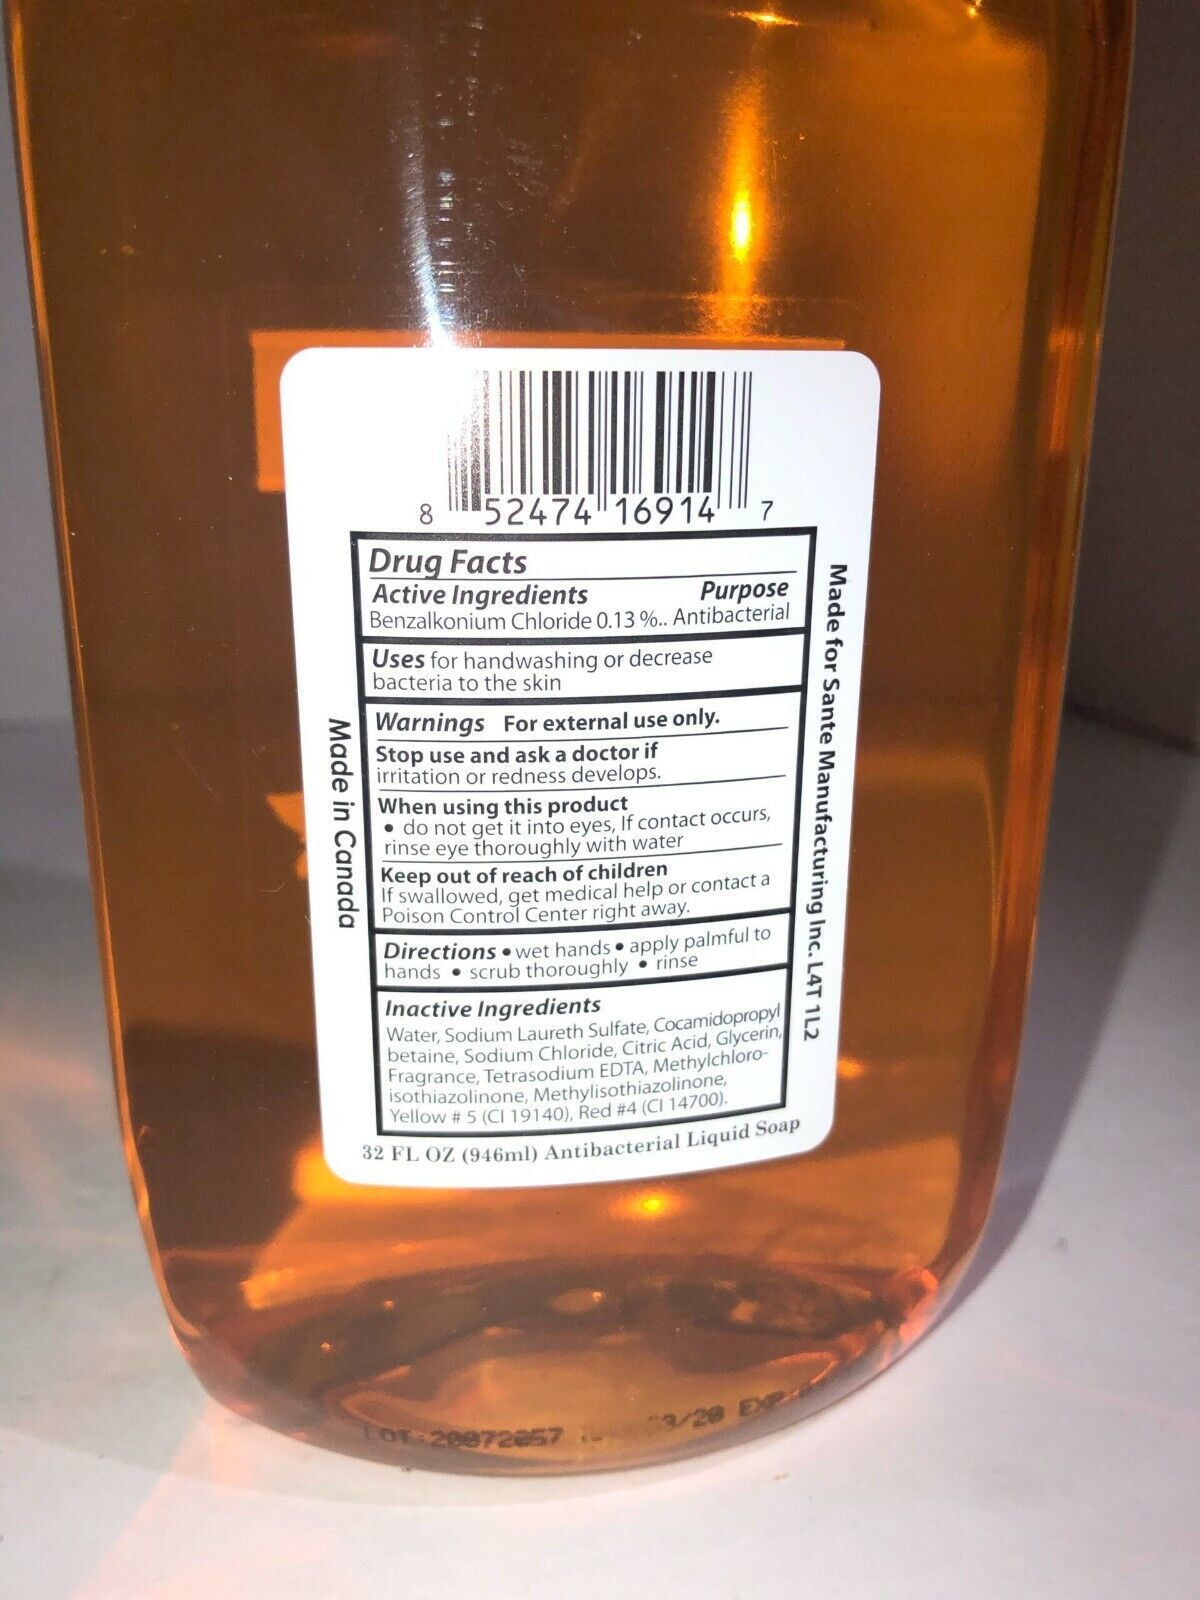 8 52474 16914 7
Drug Facts
Active Ingredients Purpose
Benzalkonium Chloride 0.13 %.. Antibacterial
Uses for handwashing or decrease
bacteria to the skin
Warnings For external use only.
Stop use and ask a doctor if
irritation or redness develops.
When using this product
• do not get it into eyes, If contact occurs,
rinse eye thoroughly with water
Keep out of reach of children
If swallowed, get medical help or contact a
Poison Control Center right away.
Directions • wet hands • apply palmful to
hands • scrub thoroughly • rinse
Inactive Ingredients
Water, Sodium Laureth Sulfate, Cocamidopropyl
betaine, Sodium Chloride, Citric Acid, Glycerin,
Fragrance, Tetrasodium EDTA, Methylchloro-
isothiazolinone, Methylisothiazolinone,
Yellow # 5 (CI 19140), Red #4 (CI 14700).
32 FL OZ (946ml) Antibacterial Liquid Soap
Made in Canada
Made for Sante Manufacturing Inc. L4T 1L2
LOT: 3/20 EXP